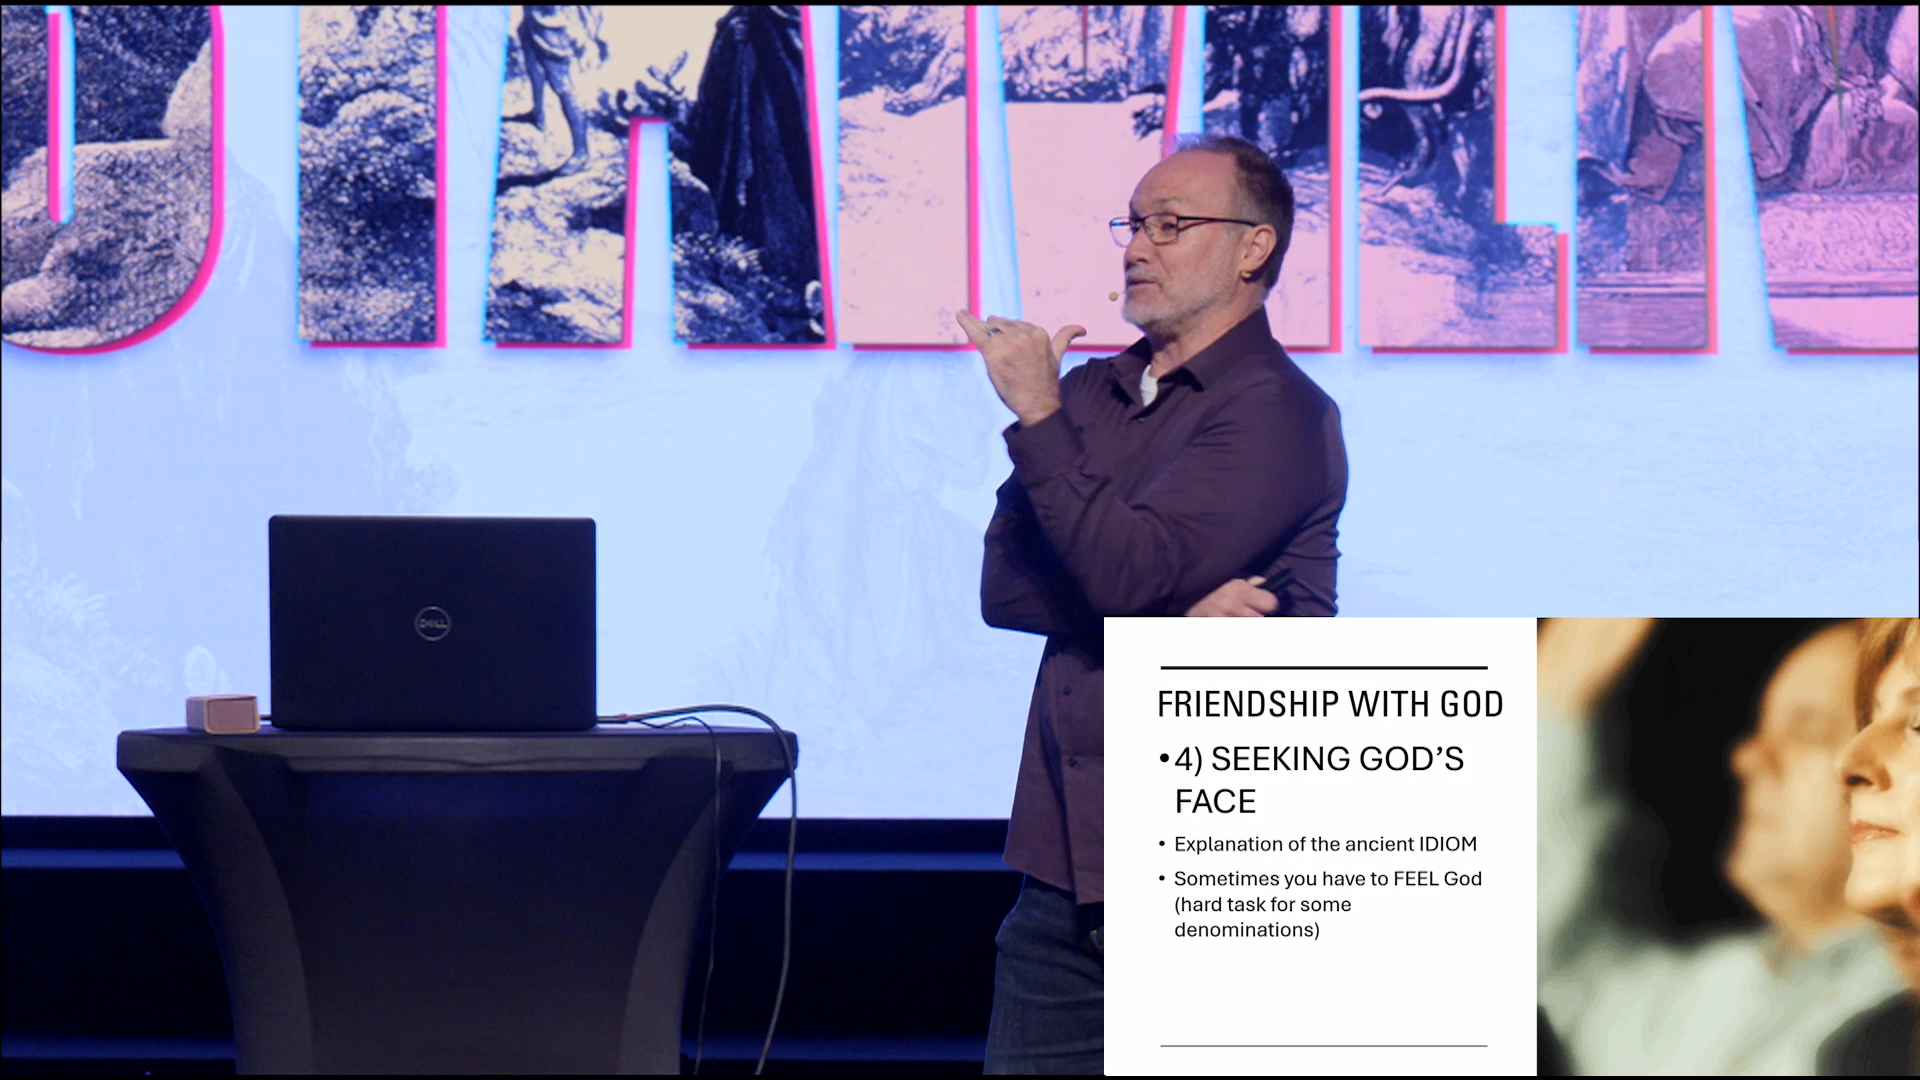 DELL
FRIENDSHIP WITH GOD
• 4) SEEKING GOD’S
FACE
• Explanation of the ancient IDIOM
• Sometimes you have to FEEL God
(hard task for some
denominations)